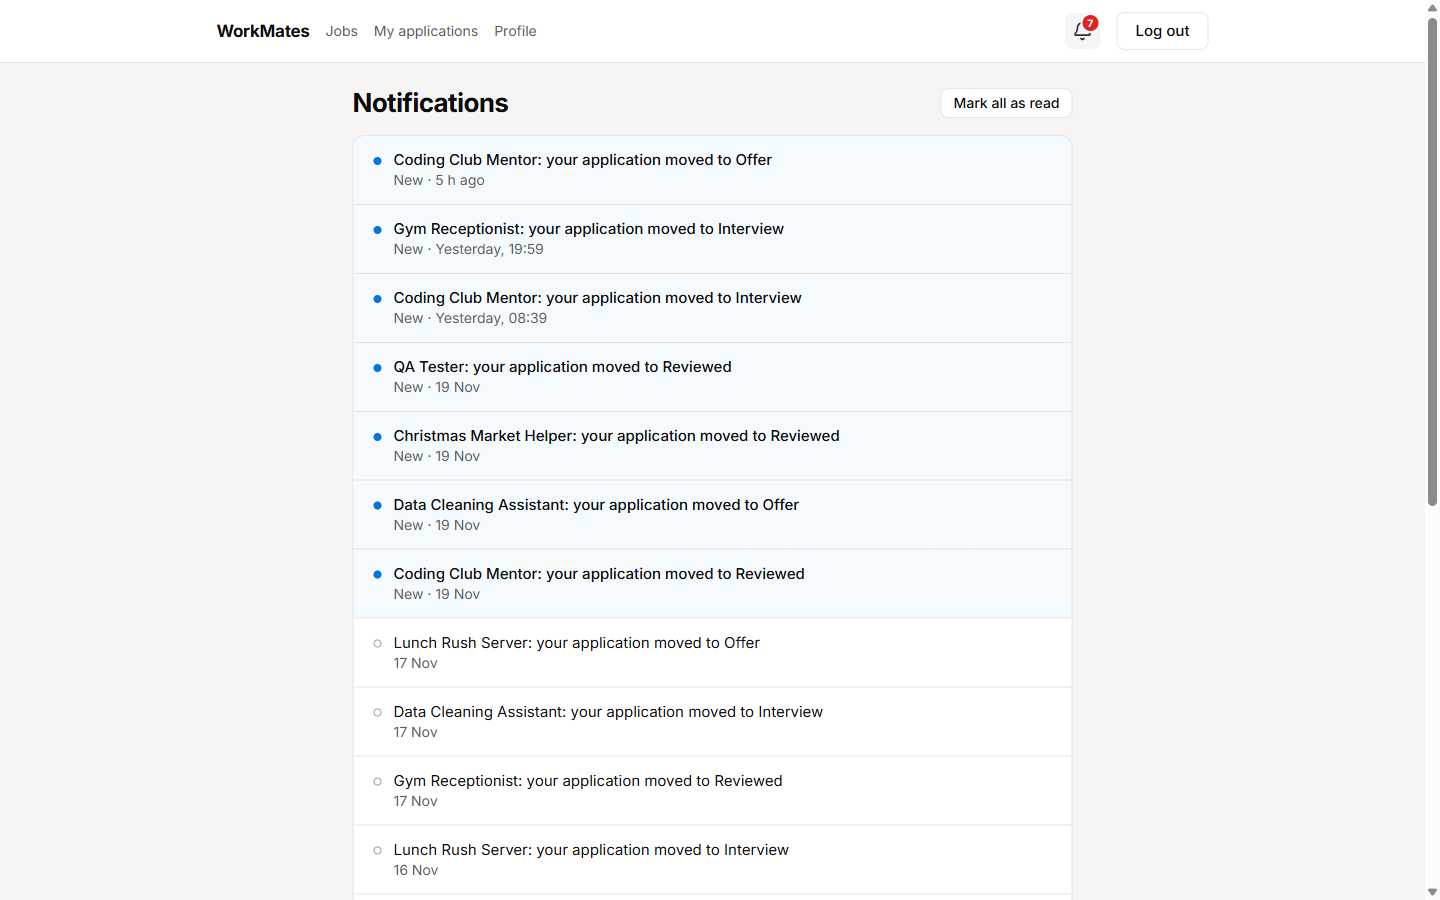 WorkMates Jobs My applications Profile 7 Log out
Notifications Mark all as read
Coding Club Mentor: your application moved to Offer
New · 5 h ago
Gym Receptionist: your application moved to Interview
New · Yesterday, 19:59
Coding Club Mentor: your application moved to Interview
New · Yesterday, 08:39
QA Tester: your application moved to Reviewed
New · 19 Nov
Christmas Market Helper: your application moved to Reviewed
New · 19 Nov
Data Cleaning Assistant: your application moved to Offer
New · 19 Nov
Coding Club Mentor: your application moved to Reviewed
New · 19 Nov
Lunch Rush Server: your application moved to Offer
17 Nov
Data Cleaning Assistant: your application moved to Interview
17 Nov
Gym Receptionist: your application moved to Reviewed
17 Nov
Lunch Rush Server: your application moved to Interview
16 Nov